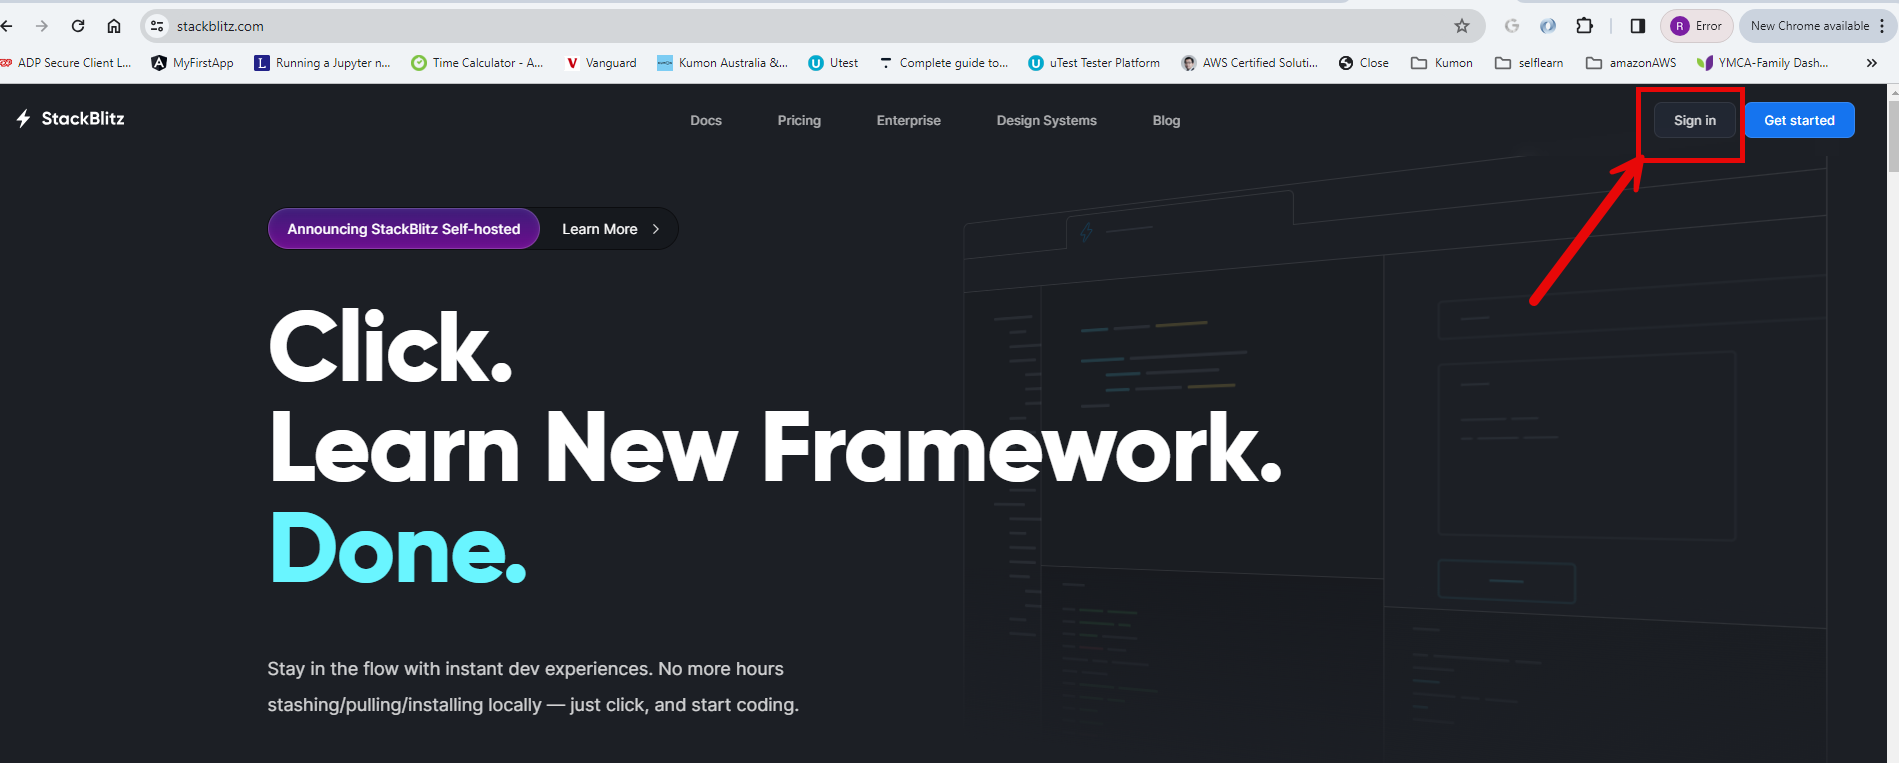 stackblitz.com
R Error
New Chrome available
ADP Secure Client L...
MyFirstApp
Running a Jupyter n...
Time Calculator - A...
Vanguard
Kumon Australia &...
Utest
Complete guide to...
uTest Tester Platform
AWS Certified Soluti...
Close
Kumon
selflearn
amazonAWS
YMCA-Family Dash...
StackBlitz
Docs
Pricing
Enterprise
Design Systems
Blog
Sign in
Get started
Announcing StackBlitz Self-hosted
Learn More
Click.
Learn New Framework.
Done.
Stay in the flow with instant dev experiences. No more hours
stashing/pulling/installing locally — just click, and start coding.